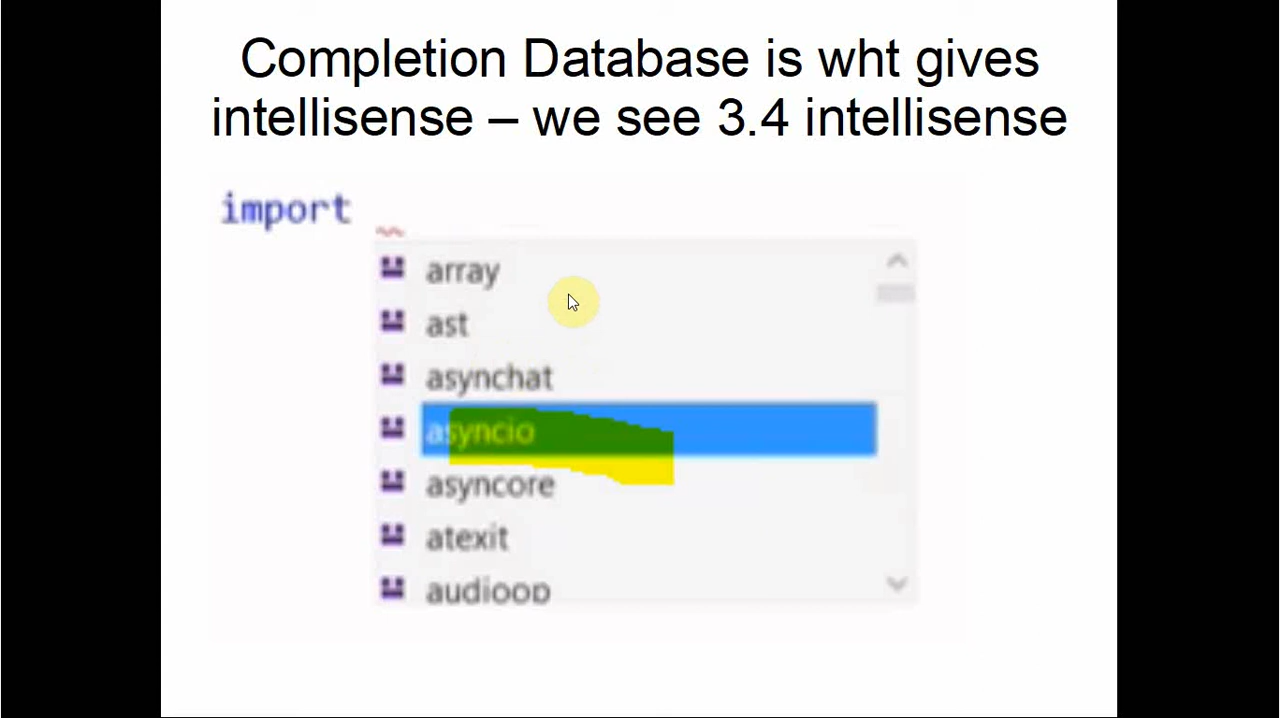 Completion Database is wht gives
intellisense – we see 3.4 intellisense
import
array
ast
asynchat
asyncio
asyncore
atexit
audioop